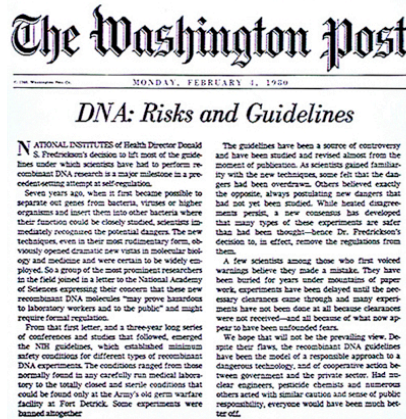 The Washington Post
MONDAY, FEBRUARY 4, 1980
DNA: Risks and Guidelines
NATIONAL INSTITUTES of Health Director Donald
S. Fredrickson's decision to lift most of the guide-
lines under which scientists have had to perform re-
combinant DNA research is a major milestone in a pre-
cedent-setting attempt at self-regulation.
Seven years ago, when it first became possible to
separate out genes from bacteria, viruses or higher
organisms and insert them into other bacteria where
their function could be closely studied, scientists im-
mediately recognized the potential dangers. The new
techniques, even in their most rudimentary form, ob-
viously opened dramatic new vistas in molecular biol-
ogy and medicine and were certain to be widely em-
ployed. So a group of the most prominent researchers
in the field joined in a letter to the National Academy
of Sciences expressing their concern that these new
recombinant DNA molecules "may prove hazardous
to laboratory workers and to the public" and might
require formal regulation.
From that first letter, and a three-year long series
of conferences and studies that followed, emerged
the NIH guidelines, which established minimum
safety conditions for different types of recombinant
DNA experiments. The conditions ranged from those
normally found in any carefully run medical labora-
tory to the totally closed and sterile conditions that
could be found only at the Army's old germ warfare
facility at Fort Detrick. Some experiments were
banned altogether
The guidelines have been a source of controversy
and have been studied and revised almost from the
moment of publication. As scientists gained familiar-
ity with the new techniques, some felt that the dan-
gers had been overdrawn. Others believed exactly
the opposite, always postulating new dangers that
had not yet been studied. While heated disagree-
ments persist, a new consensus has developed
that many types of these experiments are safer
than had been thought—hence Dr. Fredrickson's
decision to, in effect, remove the regulations from
them.
A few scientists among those who first voiced
warnings believe they made a mistake. They have
been buried for years under mountains of paper
work, experiments have been delayed until the nec-
essary clearances came through and many experi-
ments have not been done at all because clearances
were not received—and all because of what now ap-
pear to have been unfounded fears.
We hope that will not be the prevailing view. De-
spite their flaws, the recombinant DNA guidelines
have been the model of a responsible approach to a
dangerous technology, and of cooperative action be-
tween government and the private sector. Had nu-
clear engineers, pesticide chemists and numerous
others acted with similar caution and sense of public
responsibility, everyone would have been much bet-
ter off.